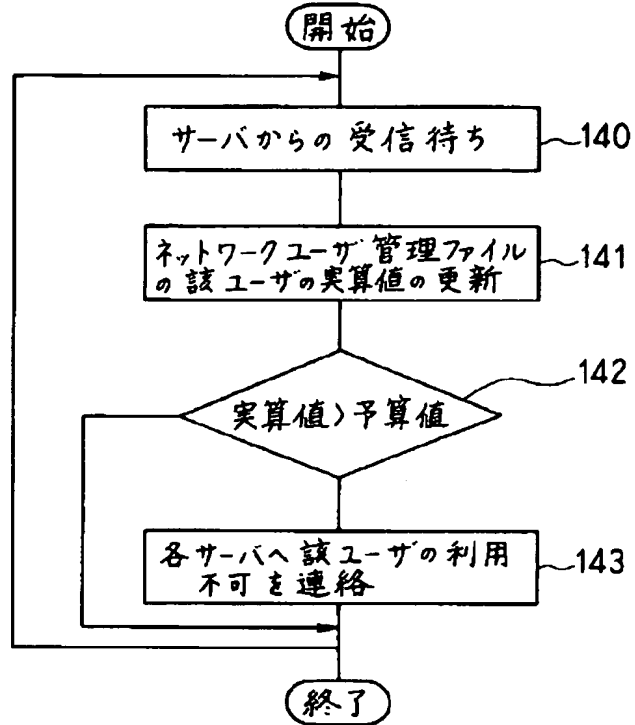 開始
サーバからの受信待ち
140
ネットワークユーザ管理ファイル
の該ユーザの実算値の更新
141
142
実算値>予算値
各サーバへ該ユーザの利用
不可を連絡
143
終了